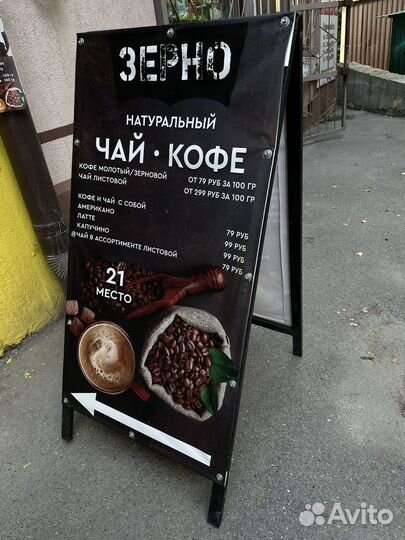 ЗЕРНО
НАТУРАЛЬНЫЙ
ЧАЙ • КОФЕ
КОФЕ МОЛОТЫЙ/ЗЕРНОВОЙ ОТ 79 РУБ ЗА 100 ГР
ЧАЙ ЛИСТОВОЙ ОТ 299 РУБ ЗА 100 ГР
КОФЕ И ЧАЙ С СОБОЙ
АМЕРИКАНО 79 РУБ
ЛАТТЕ 99 РУБ
КАПУЧИНО 99 РУБ
ЧАЙ В АССОРТИМЕНТЕ ЛИСТОВОЙ 79 РУБ
21
МЕСТО
Avito